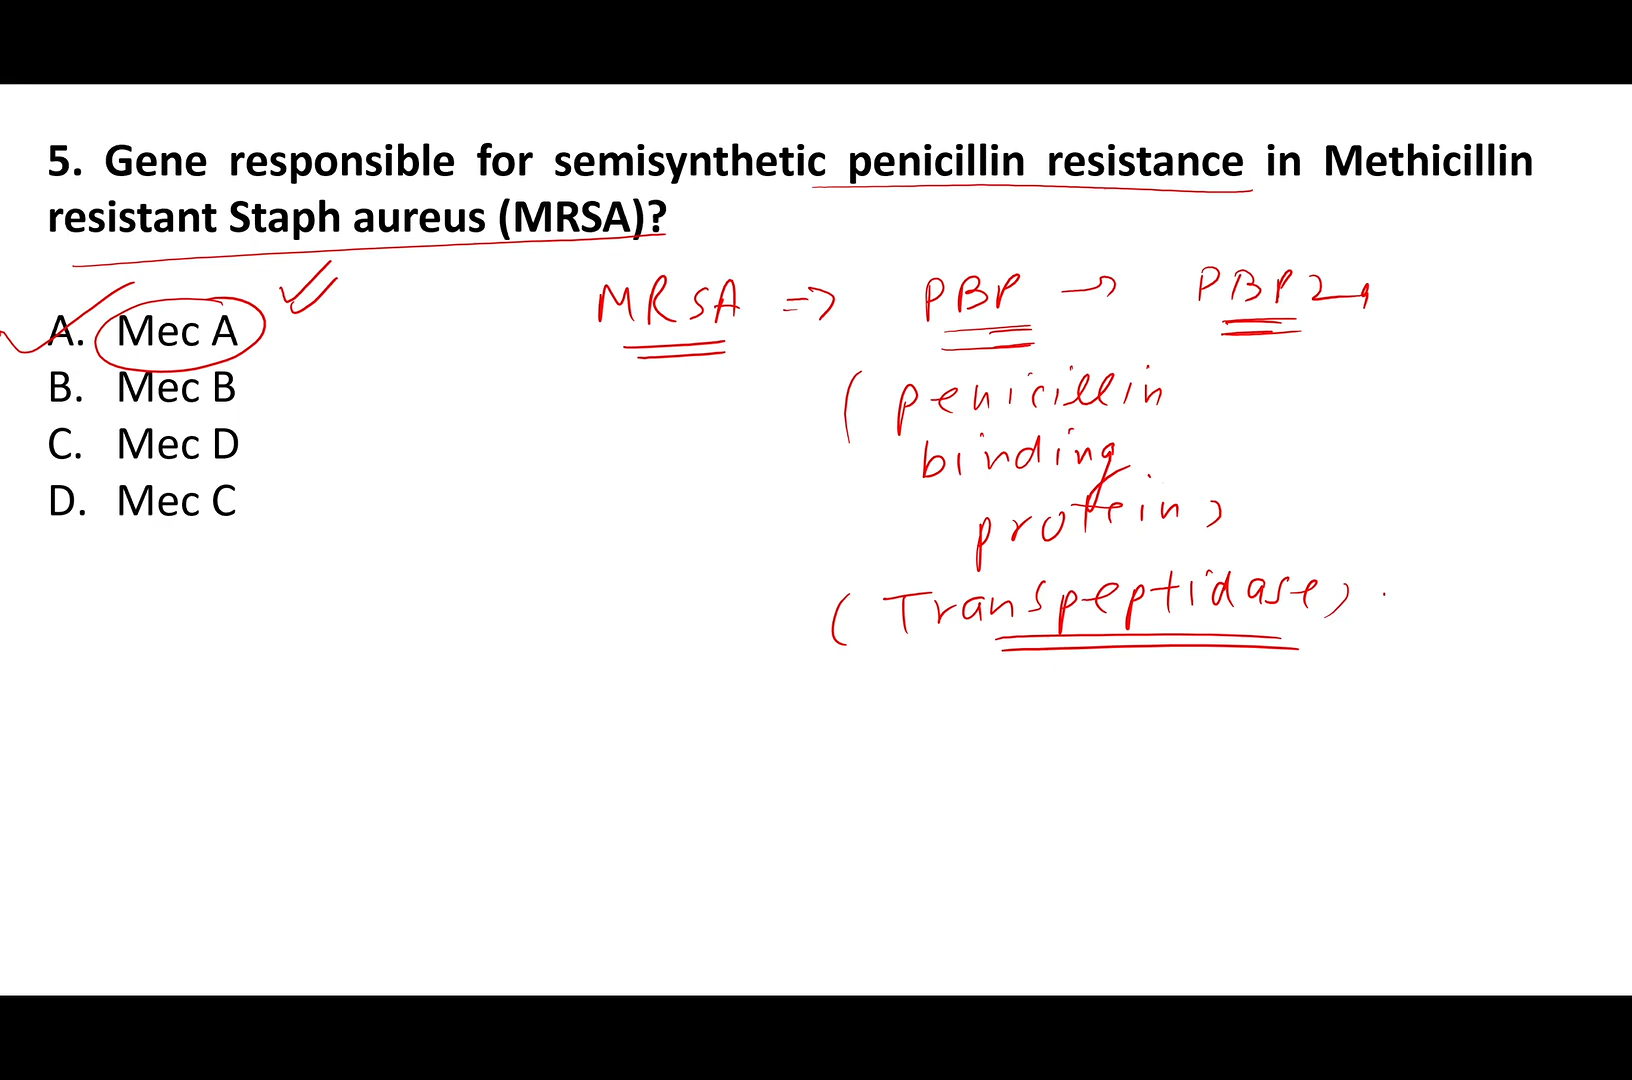 5. Gene responsible for semisynthetic penicillin resistance in Methicillin
resistant Staph aureus (MRSA)?
A. Mec A
B. Mec B
C. Mec D
D. Mec C
MRSA => PBP → PBP2a
(penicillin
binding
protein)
(Transpeptidase)